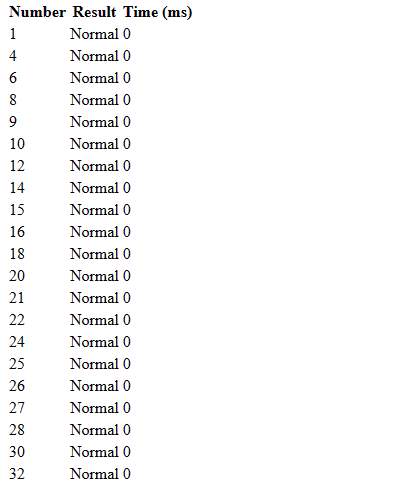 Number Result Time (ms)
1 Normal 0
4 Normal 0
6 Normal 0
8 Normal 0
9 Normal 0
10 Normal 0
12 Normal 0
14 Normal 0
15 Normal 0
16 Normal 0
18 Normal 0
20 Normal 0
21 Normal 0
22 Normal 0
24 Normal 0
25 Normal 0
26 Normal 0
27 Normal 0
28 Normal 0
30 Normal 0
32 Normal 0